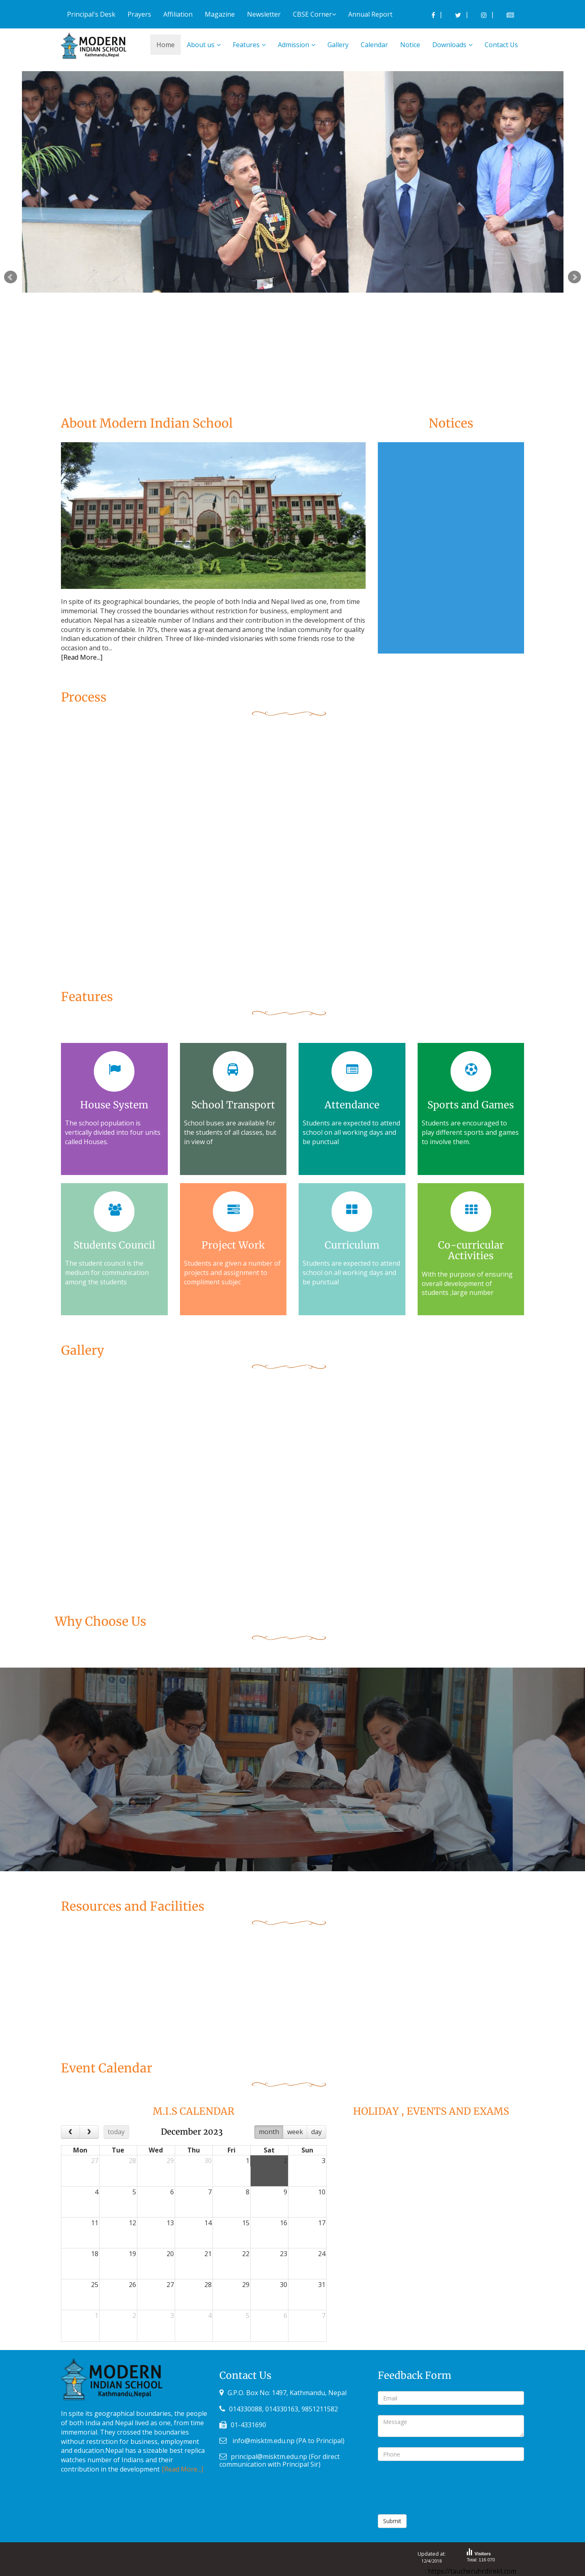 Principal's Desk Prayers Affiliation Magazine Newsletter CBSE Corner Annual Report
MODERN
INDIAN SCHOOL
Kathmandu,Nepal
Home About us Features Admission Gallery Calendar Notice Downloads Contact Us
About Modern Indian School
Notices
M I S
In spite of its geographical boundaries, the people of both India and Nepal lived as one, from time
immemorial. They crossed the boundaries without restriction for business, employment and
education. Nepal has a sizeable number of Indians and their contribution in the development of this
country is commendable. In 70's, there was a great demand among the Indian community for quality
Indian education of their children. Three of like-minded visionaries with some friends rose to the
occasion and to...
[Read More...]
Process
Features
House System
The school population is
vertically divided into four units
called Houses.
School Transport
School buses are available for
the students of all classes, but
in view of
Attendance
Students are expected to attend
school on all working days and
be punctual
Sports and Games
Students are encouraged to
play different sports and games
to involve them.
Students Council
The student council is the
medium for communication
among the students
Project Work
Students are given a number of
projects and assignment to
compliment subjec
Curriculum
Students are expected to attend
school on all working days and
be punctual
Co-curricular
Activities
With the purpose of ensuring
overall development of
students ,large number
Gallery
Why Choose Us
Resources and Facilities
Event Calendar
M.I.S CALENDAR
HOLIDAY , EVENTS AND EXAMS
today
December 2023
month week day
Mon Tue Wed Thu Fri Sat Sun
27 28 29 30 1 2 3
4 5 6 7 8 9 10
11 12 13 14 15 16 17
18 19 20 21 22 23 24
25 26 27 28 29 30 31
1 2 3 4 5 6 7
MODERN
INDIAN SCHOOL
Kathmandu,Nepal
In spite of its geographical boundaries, the people
of both India and Nepal lived as one, from time
immemorial. They crossed the boundaries
without restriction for business, employment
and education.Nepal has a sizeable best replica
watches number of Indians and their
contribution in the development [Read More...]
Contact Us
G.P.O. Box No: 1497, Kathmandu, Nepal
014330088, 014330163, 9851211582
01-4331690
info@misktm.edu.np (PA to Principal)
principal@misktm.edu.np (For direct
communication with Principal Sir)
Feedback Form
Email
Message
Phone
Submit
Updated at:
12/4/2018
Visitors
Total: 116 070